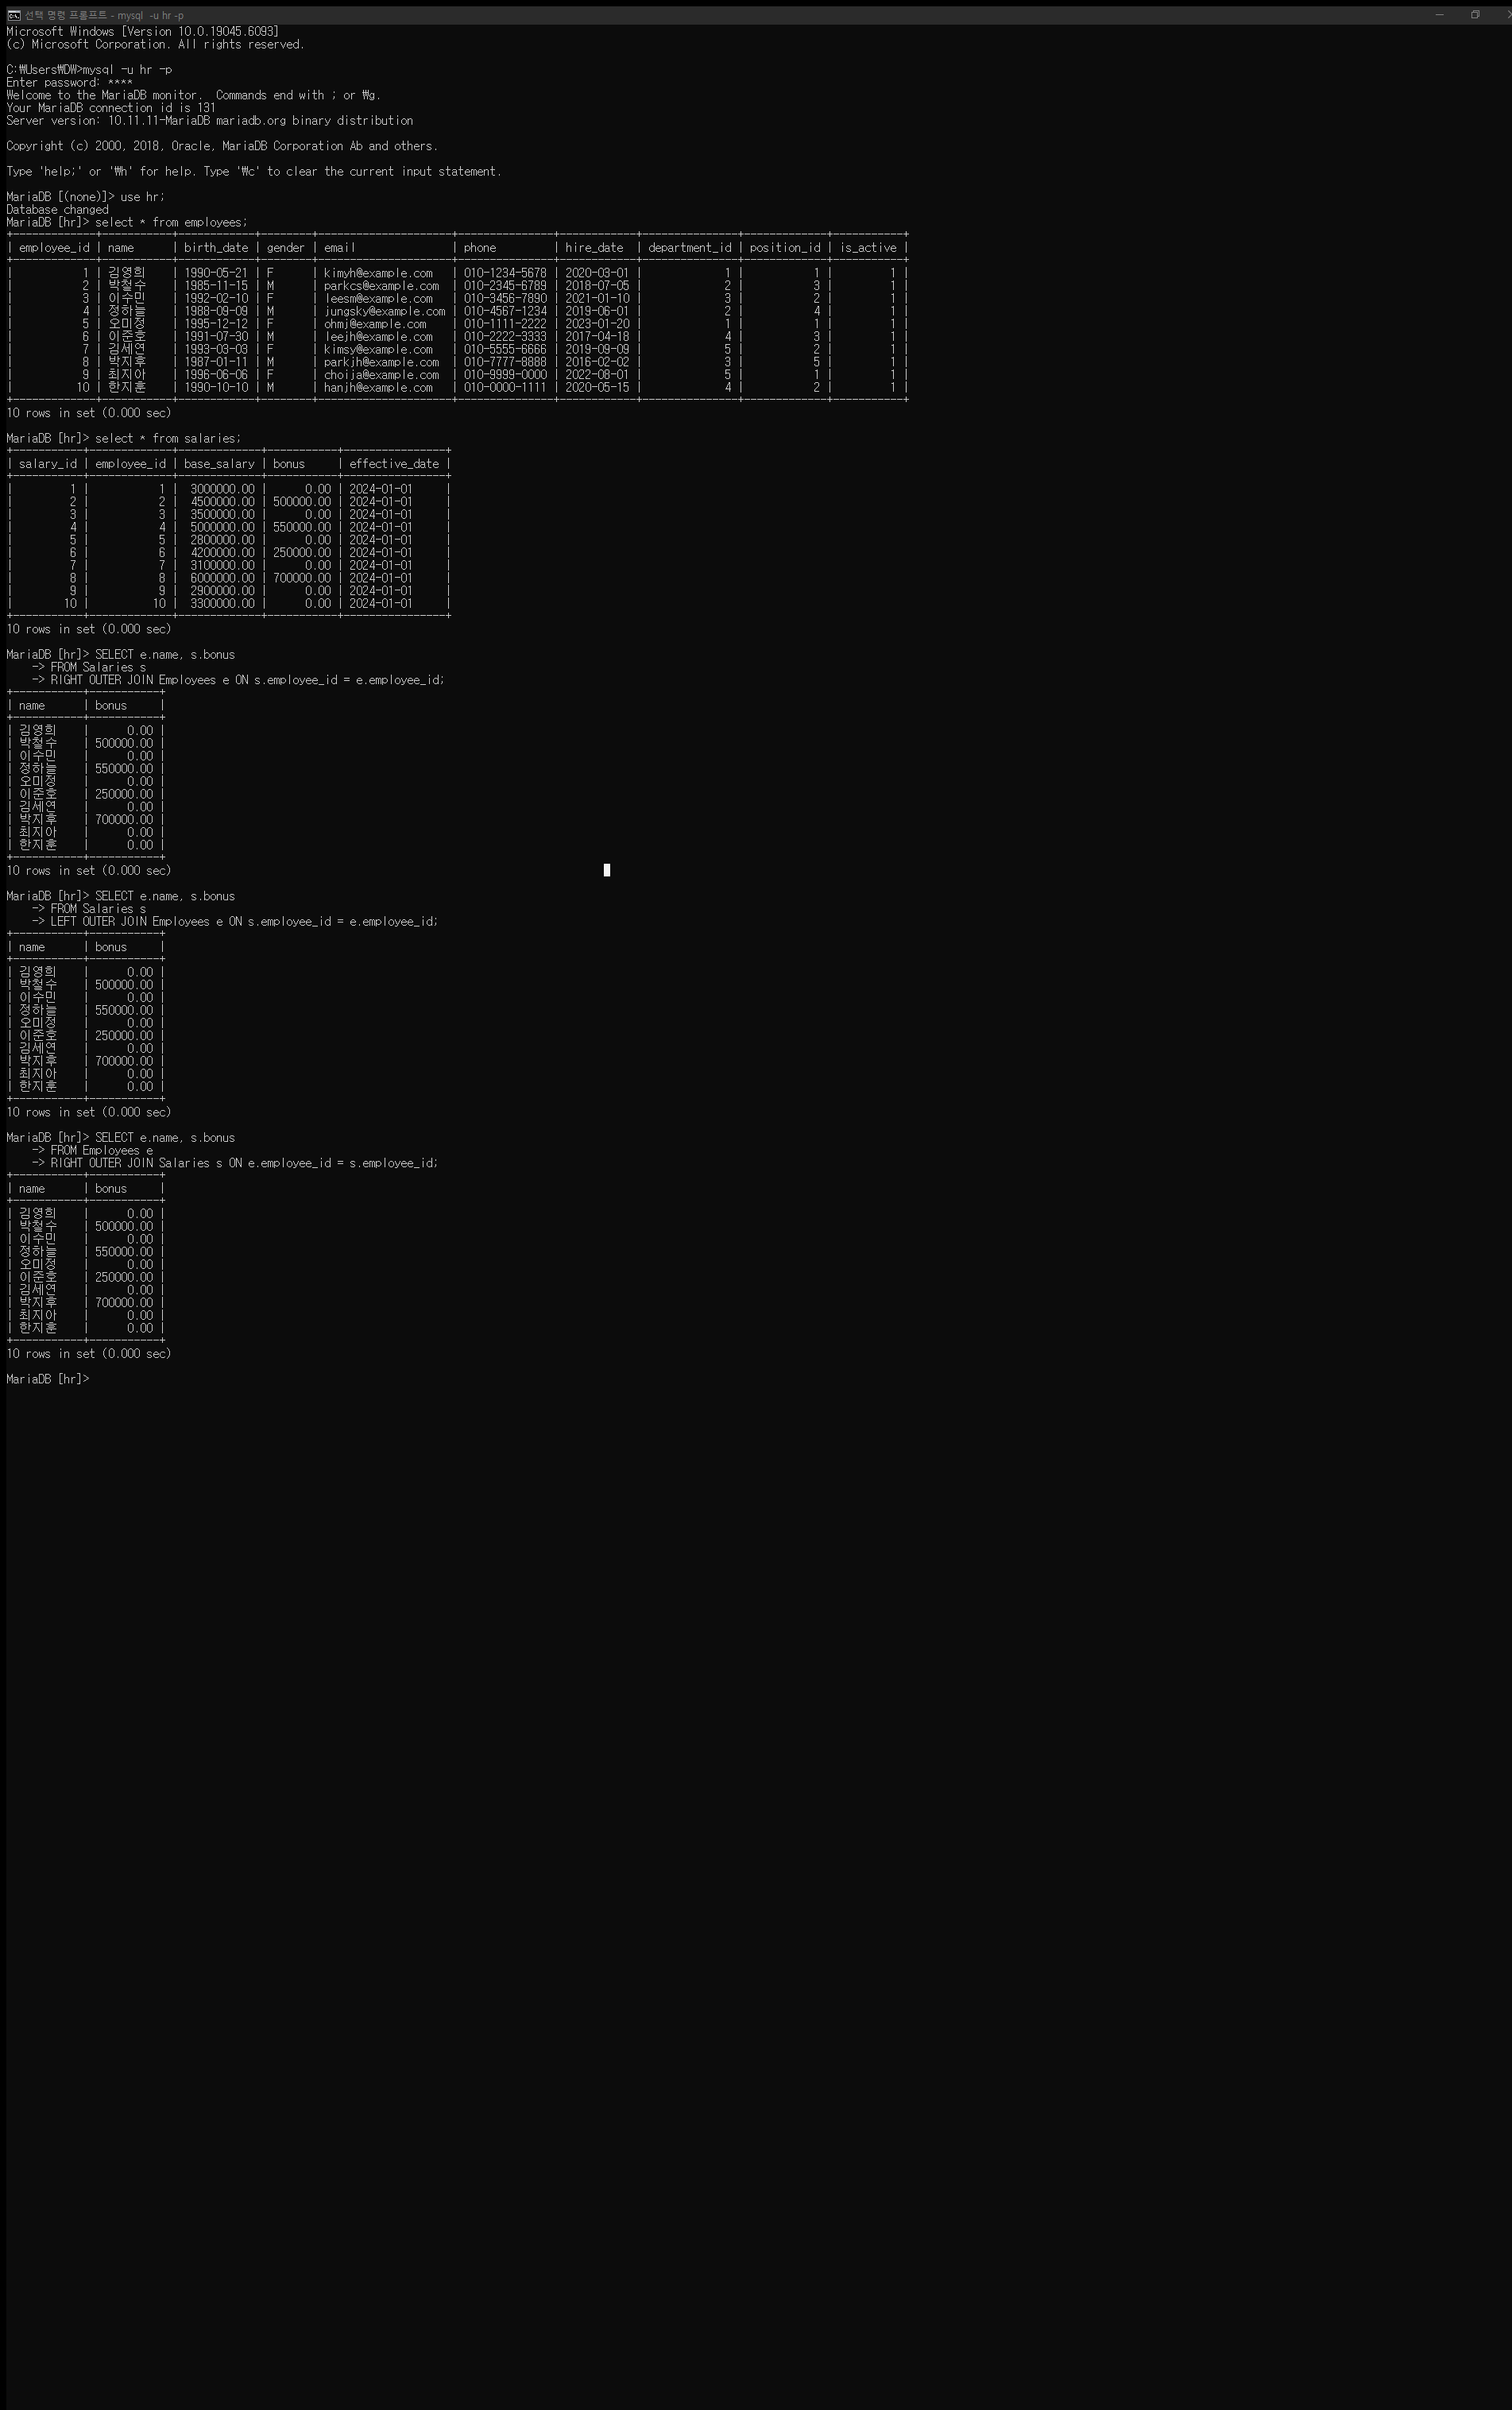 선택 명령 프롬프트 - mysql  -u hr -p
Microsoft Windows [Version 10.0.19045.6093]
(c) Microsoft Corporation. All rights reserved.

C:₩Users₩DW>mysql -u hr -p
Enter password: ****
Welcome to the MariaDB monitor.  Commands end with ; or ₩g.
Your MariaDB connection id is 131
Server version: 10.11.11-MariaDB mariadb.org binary distribution

Copyright (c) 2000, 2018, Oracle, MariaDB Corporation Ab and others.

Type 'help;' or '₩h' for help. Type '₩c' to clear the current input statement.

MariaDB [(none)]> use hr;
Database changed
MariaDB [hr]> select * from employees;
| employee_id | name | birth_date | gender | email | phone | hire_date | department_id | position_id | is_active |
| 1 | 김영희 | 1990-05-21 | F | kimyh@example.com | 010-1234-5678 | 2020-03-01 | 1 | 1 | 1 |
| 2 | 박철수 | 1985-11-15 | M | parkcs@example.com | 010-2345-6789 | 2018-07-05 | 2 | 3 | 1 |
| 3 | 이수민 | 1992-02-10 | F | leesm@example.com | 010-3456-7890 | 2021-01-10 | 3 | 2 | 1 |
| 4 | 정하늘 | 1988-09-09 | M | jungsky@example.com | 010-4567-1234 | 2019-06-01 | 2 | 4 | 1 |
| 5 | 오미정 | 1995-12-12 | F | ohmj@example.com | 010-1111-2222 | 2023-01-20 | 1 | 1 | 1 |
| 6 | 이준호 | 1991-07-30 | M | leejh@example.com | 010-2222-3333 | 2017-04-18 | 4 | 3 | 1 |
| 7 | 김세연 | 1993-03-03 | F | kimsy@example.com | 010-5555-6666 | 2019-09-09 | 5 | 2 | 1 |
| 8 | 박지후 | 1987-01-11 | M | parkjh@example.com | 010-7777-8888 | 2016-02-02 | 3 | 5 | 1 |
| 9 | 최지아 | 1996-06-06 | F | choija@example.com | 010-9999-0000 | 2022-08-01 | 5 | 1 | 1 |
| 10 | 한지훈 | 1990-10-10 | M | hanjh@example.com | 010-0000-1111 | 2020-05-15 | 4 | 2 | 1 |
10 rows in set (0.000 sec)

MariaDB [hr]> select * from salaries;
| salary_id | employee_id | base_salary | bonus | effective_date |
| 1 | 1 | 3000000.00 | 0.00 | 2024-01-01 |
| 2 | 2 | 4500000.00 | 500000.00 | 2024-01-01 |
| 3 | 3 | 3500000.00 | 0.00 | 2024-01-01 |
| 4 | 4 | 5000000.00 | 550000.00 | 2024-01-01 |
| 5 | 5 | 2800000.00 | 0.00 | 2024-01-01 |
| 6 | 6 | 4200000.00 | 250000.00 | 2024-01-01 |
| 7 | 7 | 3100000.00 | 0.00 | 2024-01-01 |
| 8 | 8 | 6000000.00 | 700000.00 | 2024-01-01 |
| 9 | 9 | 2900000.00 | 0.00 | 2024-01-01 |
| 10 | 10 | 3300000.00 | 0.00 | 2024-01-01 |
10 rows in set (0.000 sec)

MariaDB [hr]> SELECT e.name, s.bonus
    -> FROM Salaries s
    -> RIGHT OUTER JOIN Employees e ON s.employee_id = e.employee_id;
| name | bonus |
| 김영희 | 0.00 |
| 박철수 | 500000.00 |
| 이수민 | 0.00 |
| 정하늘 | 550000.00 |
| 오미정 | 0.00 |
| 이준호 | 250000.00 |
| 김세연 | 0.00 |
| 박지후 | 700000.00 |
| 최지아 | 0.00 |
| 한지훈 | 0.00 |
10 rows in set (0.000 sec)

MariaDB [hr]> SELECT e.name, s.bonus
    -> FROM Salaries s
    -> LEFT OUTER JOIN Employees e ON s.employee_id = e.employee_id;
| name | bonus |
| 김영희 | 0.00 |
| 박철수 | 500000.00 |
| 이수민 | 0.00 |
| 정하늘 | 550000.00 |
| 오미정 | 0.00 |
| 이준호 | 250000.00 |
| 김세연 | 0.00 |
| 박지후 | 700000.00 |
| 최지아 | 0.00 |
| 한지훈 | 0.00 |
10 rows in set (0.000 sec)

MariaDB [hr]> SELECT e.name, s.bonus
    -> FROM Employees e
    -> RIGHT OUTER JOIN Salaries s ON e.employee_id = s.employee_id;
| name | bonus |
| 김영희 | 0.00 |
| 박철수 | 500000.00 |
| 이수민 | 0.00 |
| 정하늘 | 550000.00 |
| 오미정 | 0.00 |
| 이준호 | 250000.00 |
| 김세연 | 0.00 |
| 박지후 | 700000.00 |
| 최지아 | 0.00 |
| 한지훈 | 0.00 |
10 rows in set (0.000 sec)

MariaDB [hr]>